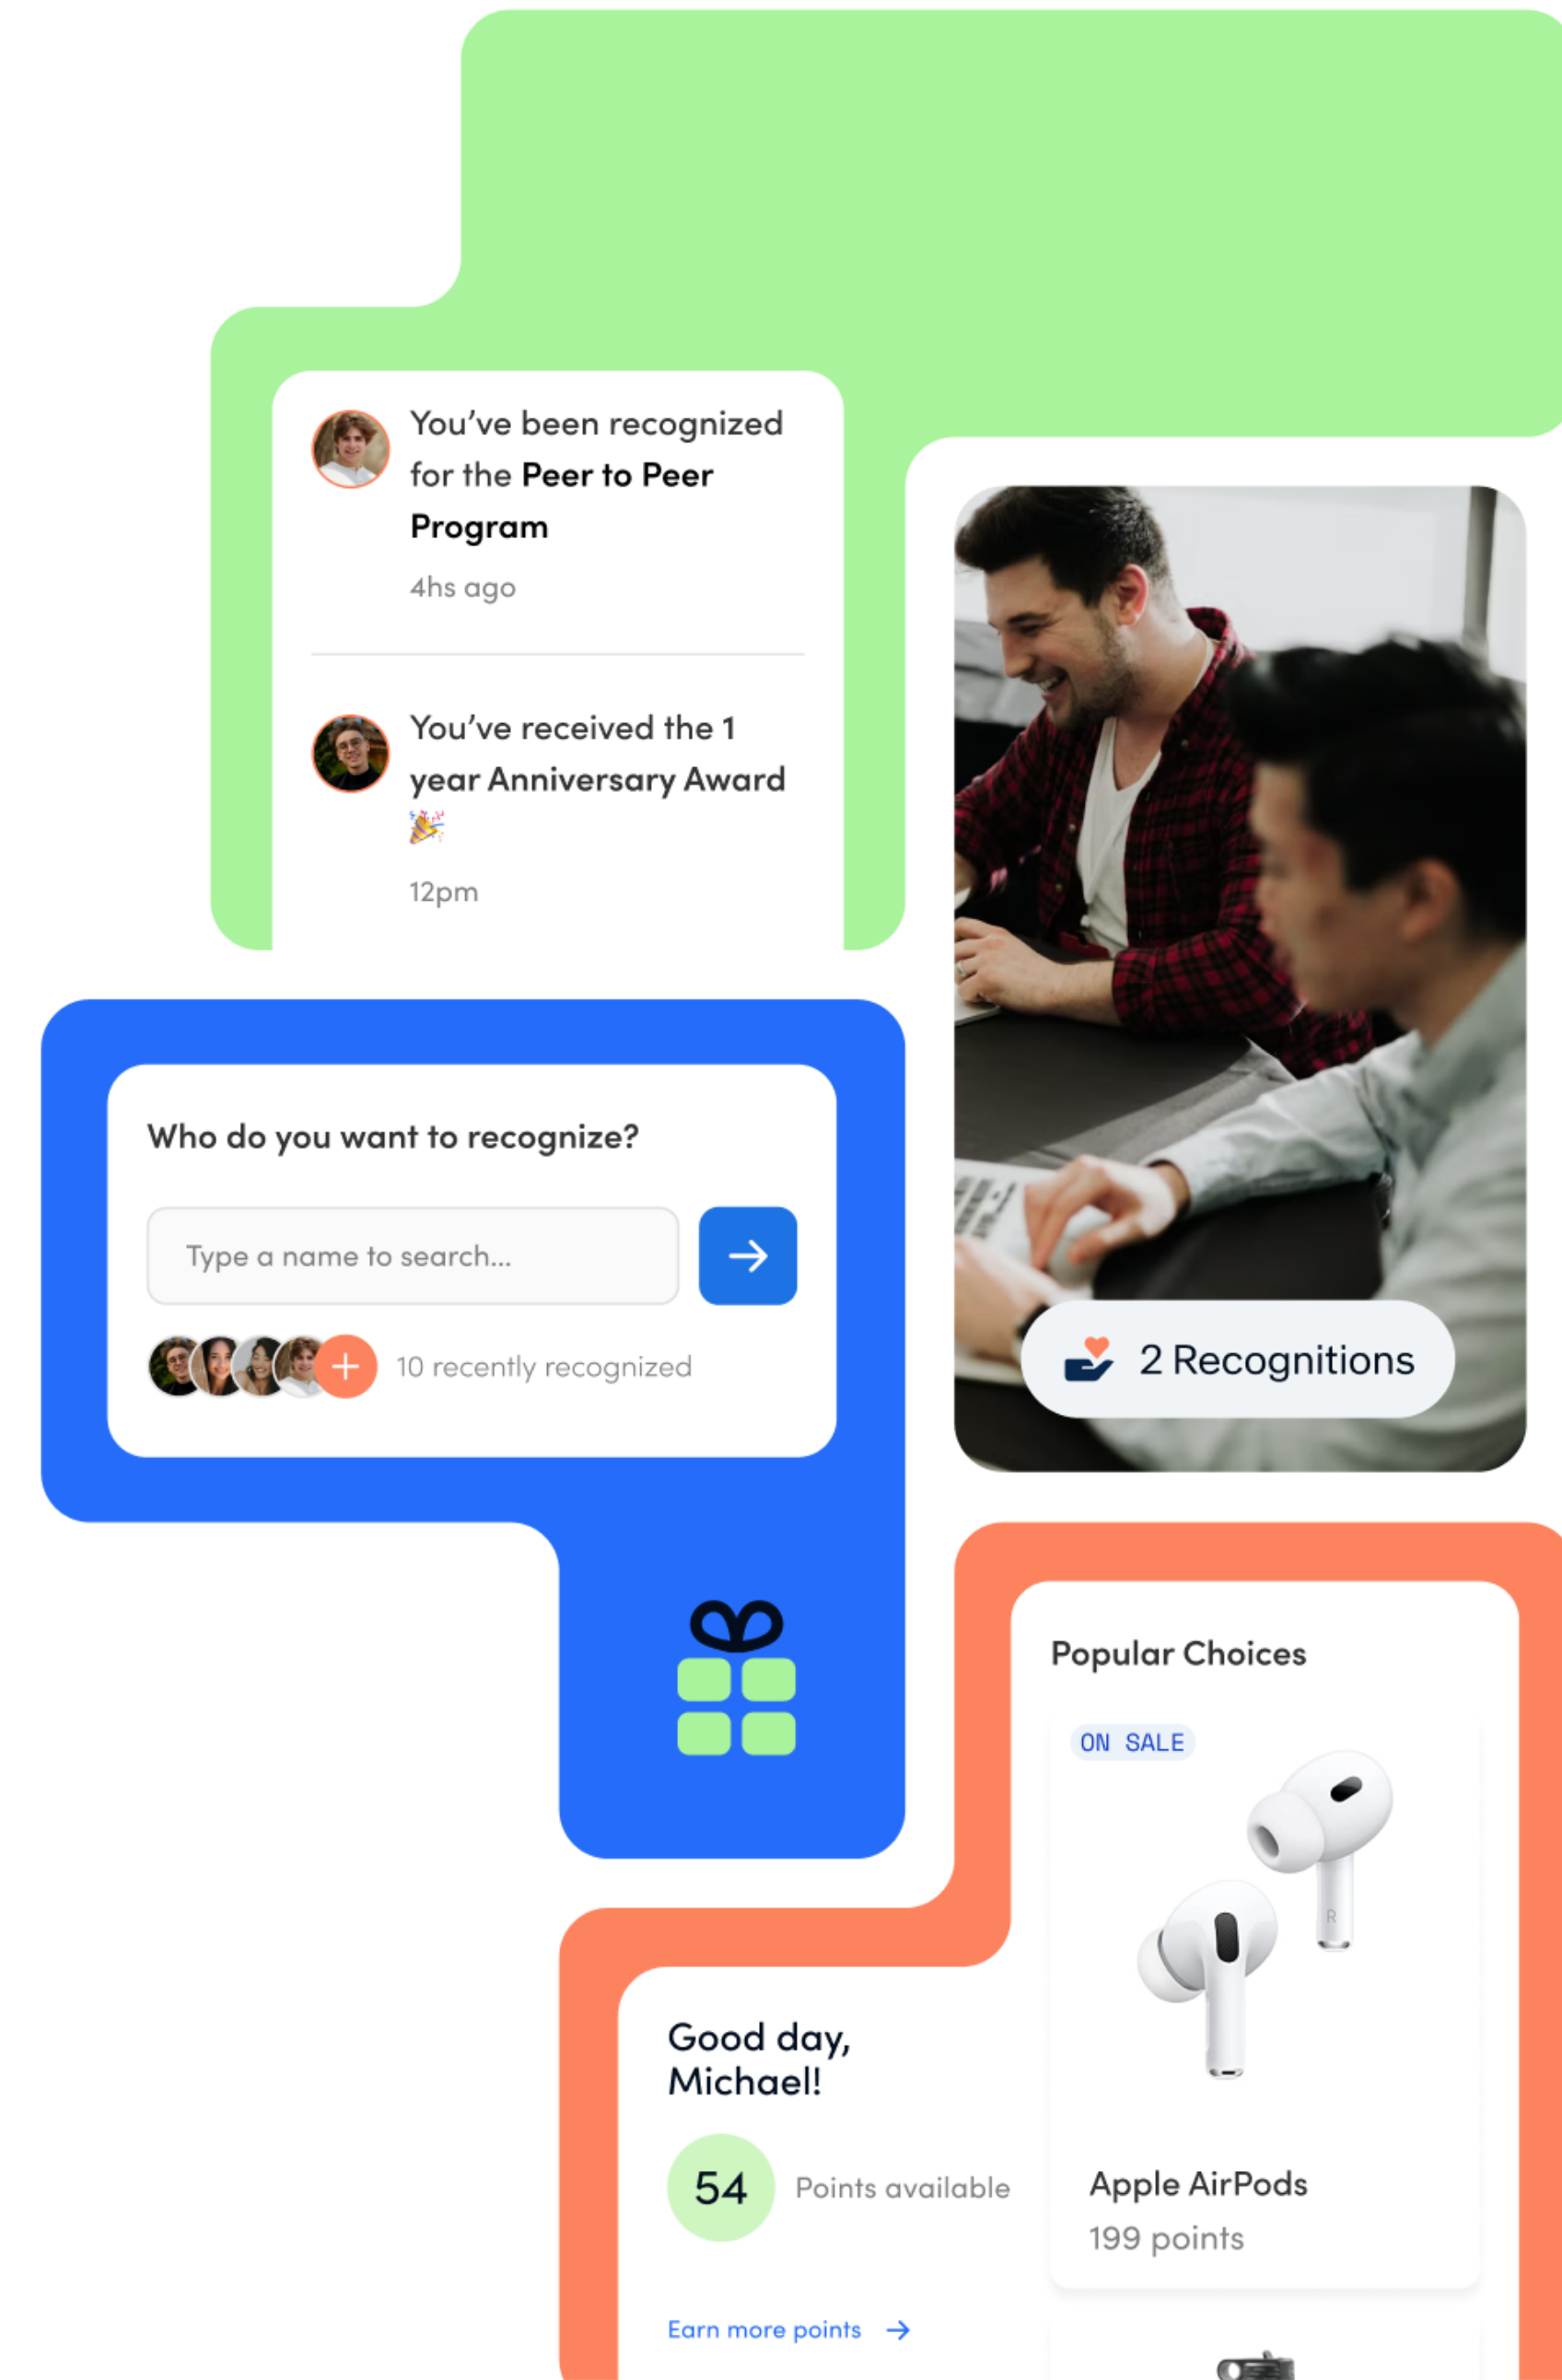 You’ve been recognized
for the Peer to Peer
Program
4hs ago
You’ve received the 1
year Anniversary Award
🎉
12pm
Who do you want to recognize?
Type a name to search...
10 recently recognized
2 Recognitions
Popular Choices
ON SALE
R
Apple AirPods
199 points
Good day,
Michael!
54 Points available
Earn more points →